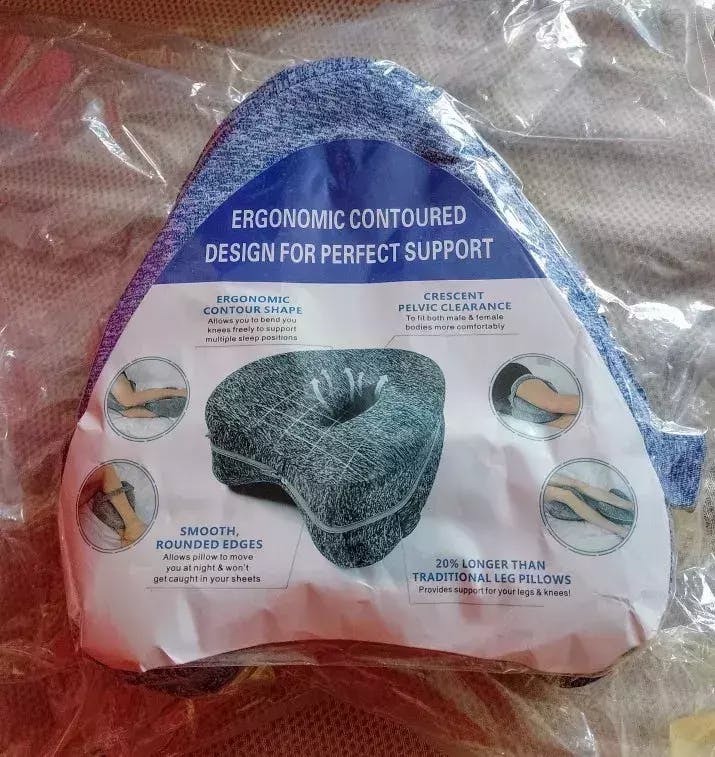 ERGONOMIC CONTOURED
DESIGN FOR PERFECT SUPPORT
ERGONOMIC
CONTOUR SHAPE
Allows you to bend you
knees freely to support
multiple sleep positions
CRESCENT
PELVIC CLEARANCE
To fit both male & female
bodies more comfortably
SMOOTH,
ROUNDED EDGES
Allows pillow to move
you at night & won't
get caught in your sheets
20% LONGER THAN
TRADITIONAL LEG PILLOWS
Provides support for your legs & knees!